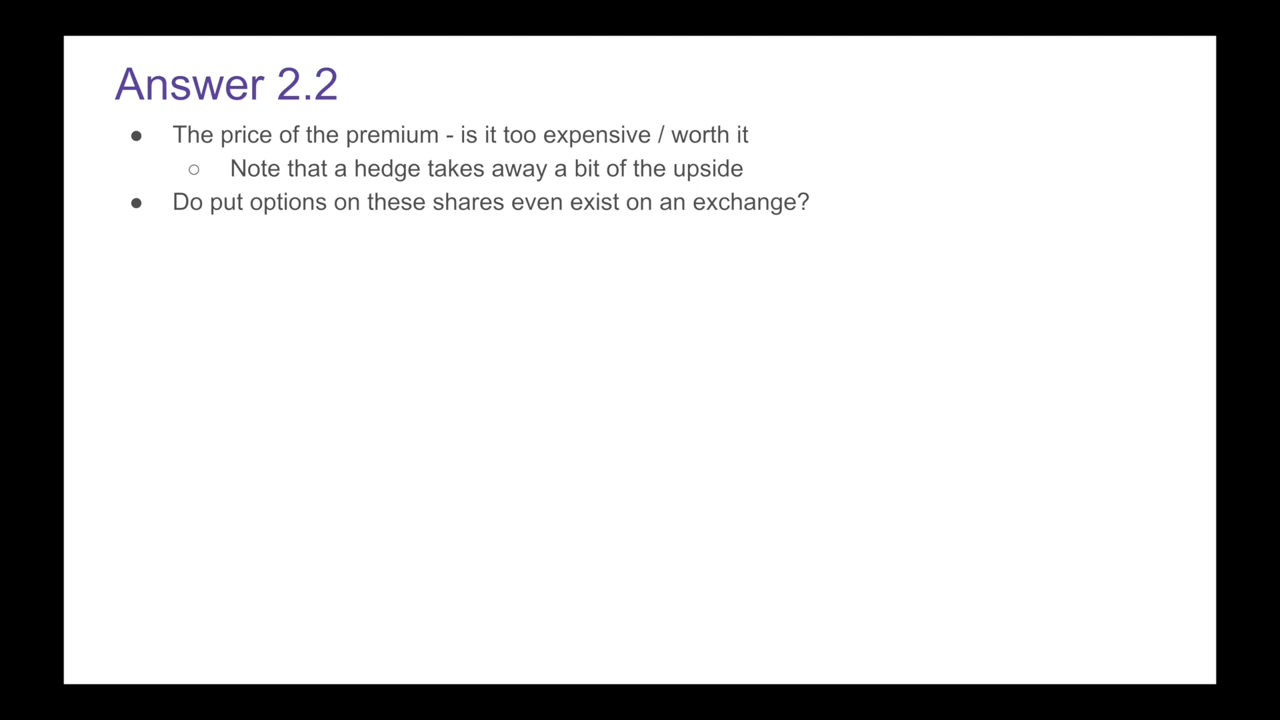 Answer 2.2
● The price of the premium - is it too expensive / worth it
○ Note that a hedge takes away a bit of the upside
● Do put options on these shares even exist on an exchange?